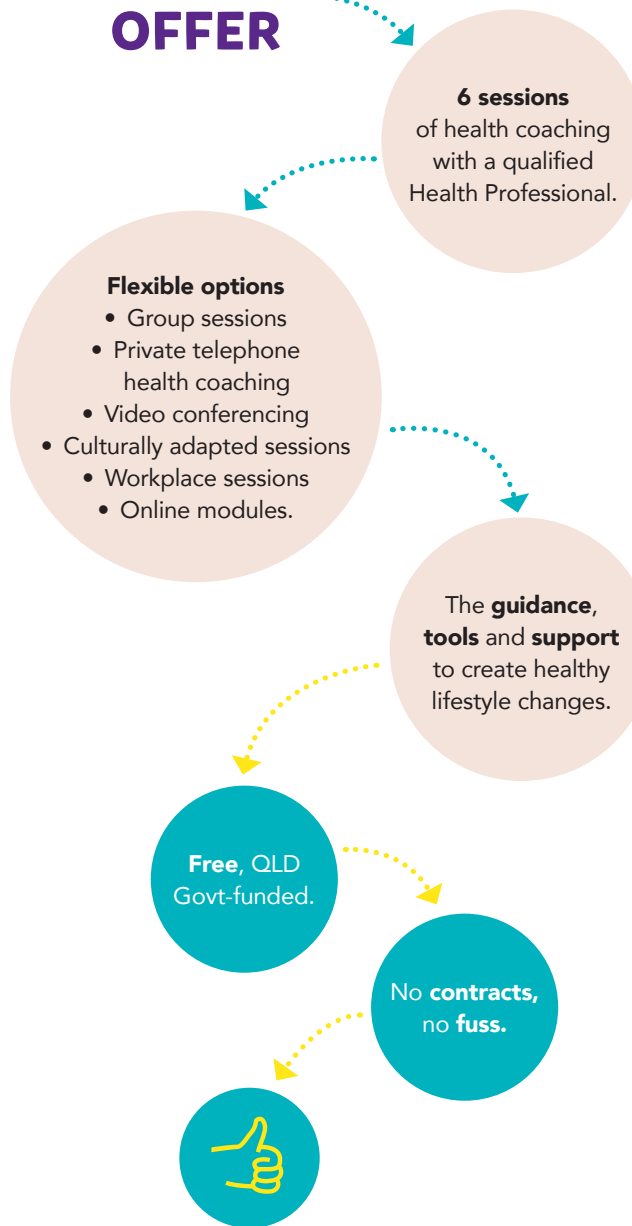 OFFER
6 sessions
of health coaching
with a qualified
Health Professional.
Flexible options
• Group sessions
• Private telephone
health coaching
• Video conferencing
• Culturally adapted sessions
• Workplace sessions
• Online modules.
The guidance,
tools and support
to create healthy
lifestyle changes.
Free, QLD
Govt-funded.
No contracts,
no fuss.